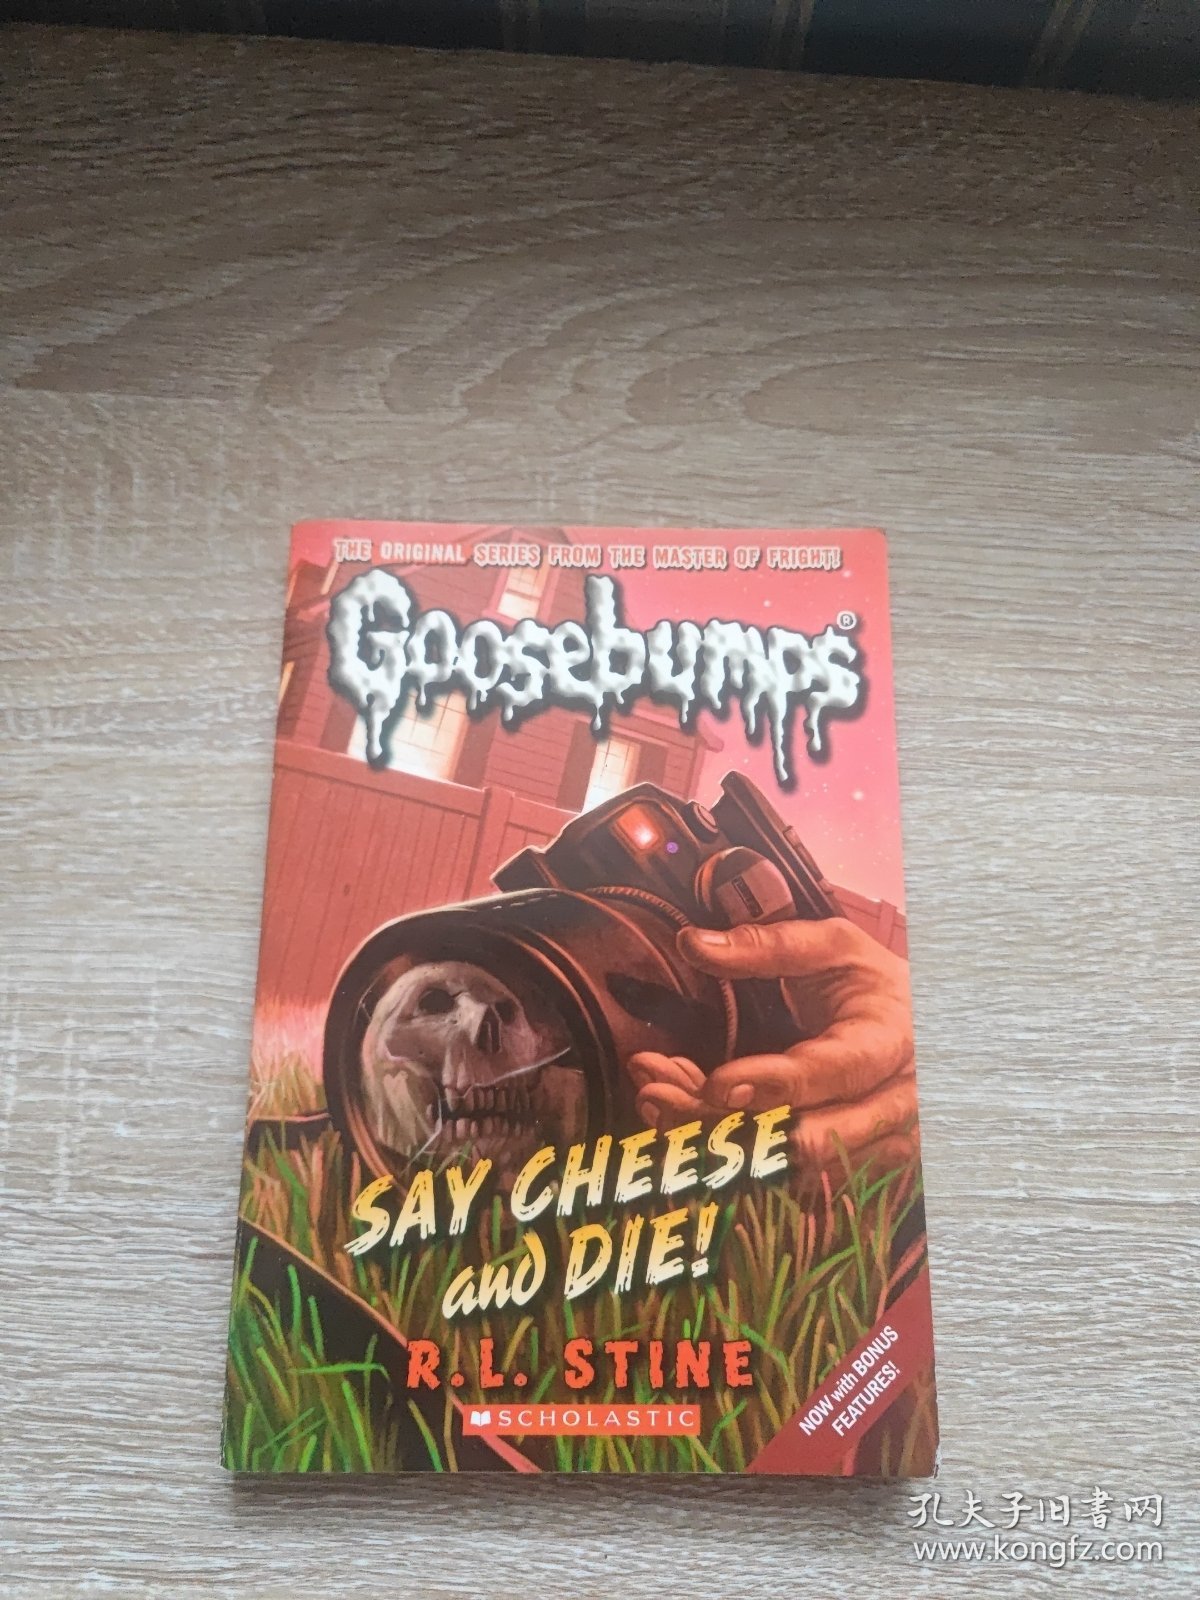 THE ORIGINAL SERIES FROM THE MASTER OF FRIGHT!
Goosebumps®
SAY CHEESE
and DIE!
R.L. STINE
SCHOLASTIC
NOW with BONUS
FEATURES!
孔夫子旧書网
www.kongfz.com